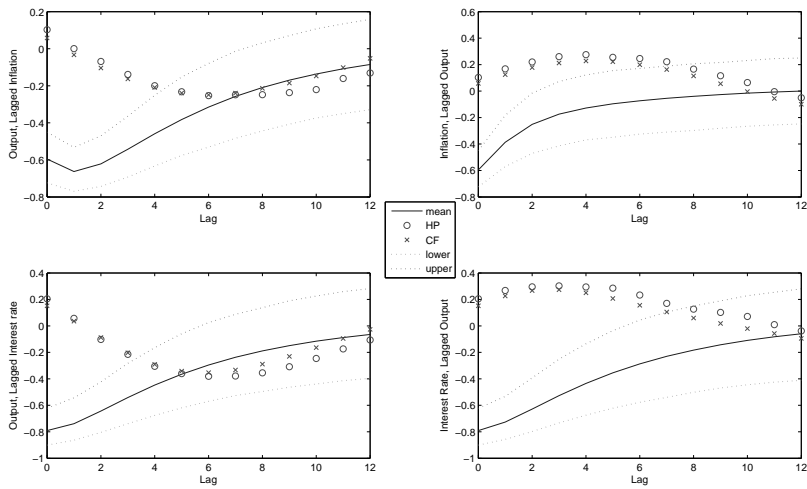 0.2
0
−0.2
−0.4
−0.6
−0.8
0 2 4 6 8 10 12
Lag
Output, Lagged Inflation
0.6
0.4
0.2
0
−0.2
−0.4
−0.6
−0.8
0 2 4 6 8 10 12
Lag
Inflation, Lagged Output
mean
HP
CF
lower
upper
0.4
0.2
0
−0.2
−0.4
−0.6
−0.8
−1
0 2 4 6 8 10 12
Lag
Output, Lagged Interest rate
0.4
0.2
0
−0.2
−0.4
−0.6
−0.8
−1
0 2 4 6 8 10 12
Lag
Interest Rate, Lagged Output